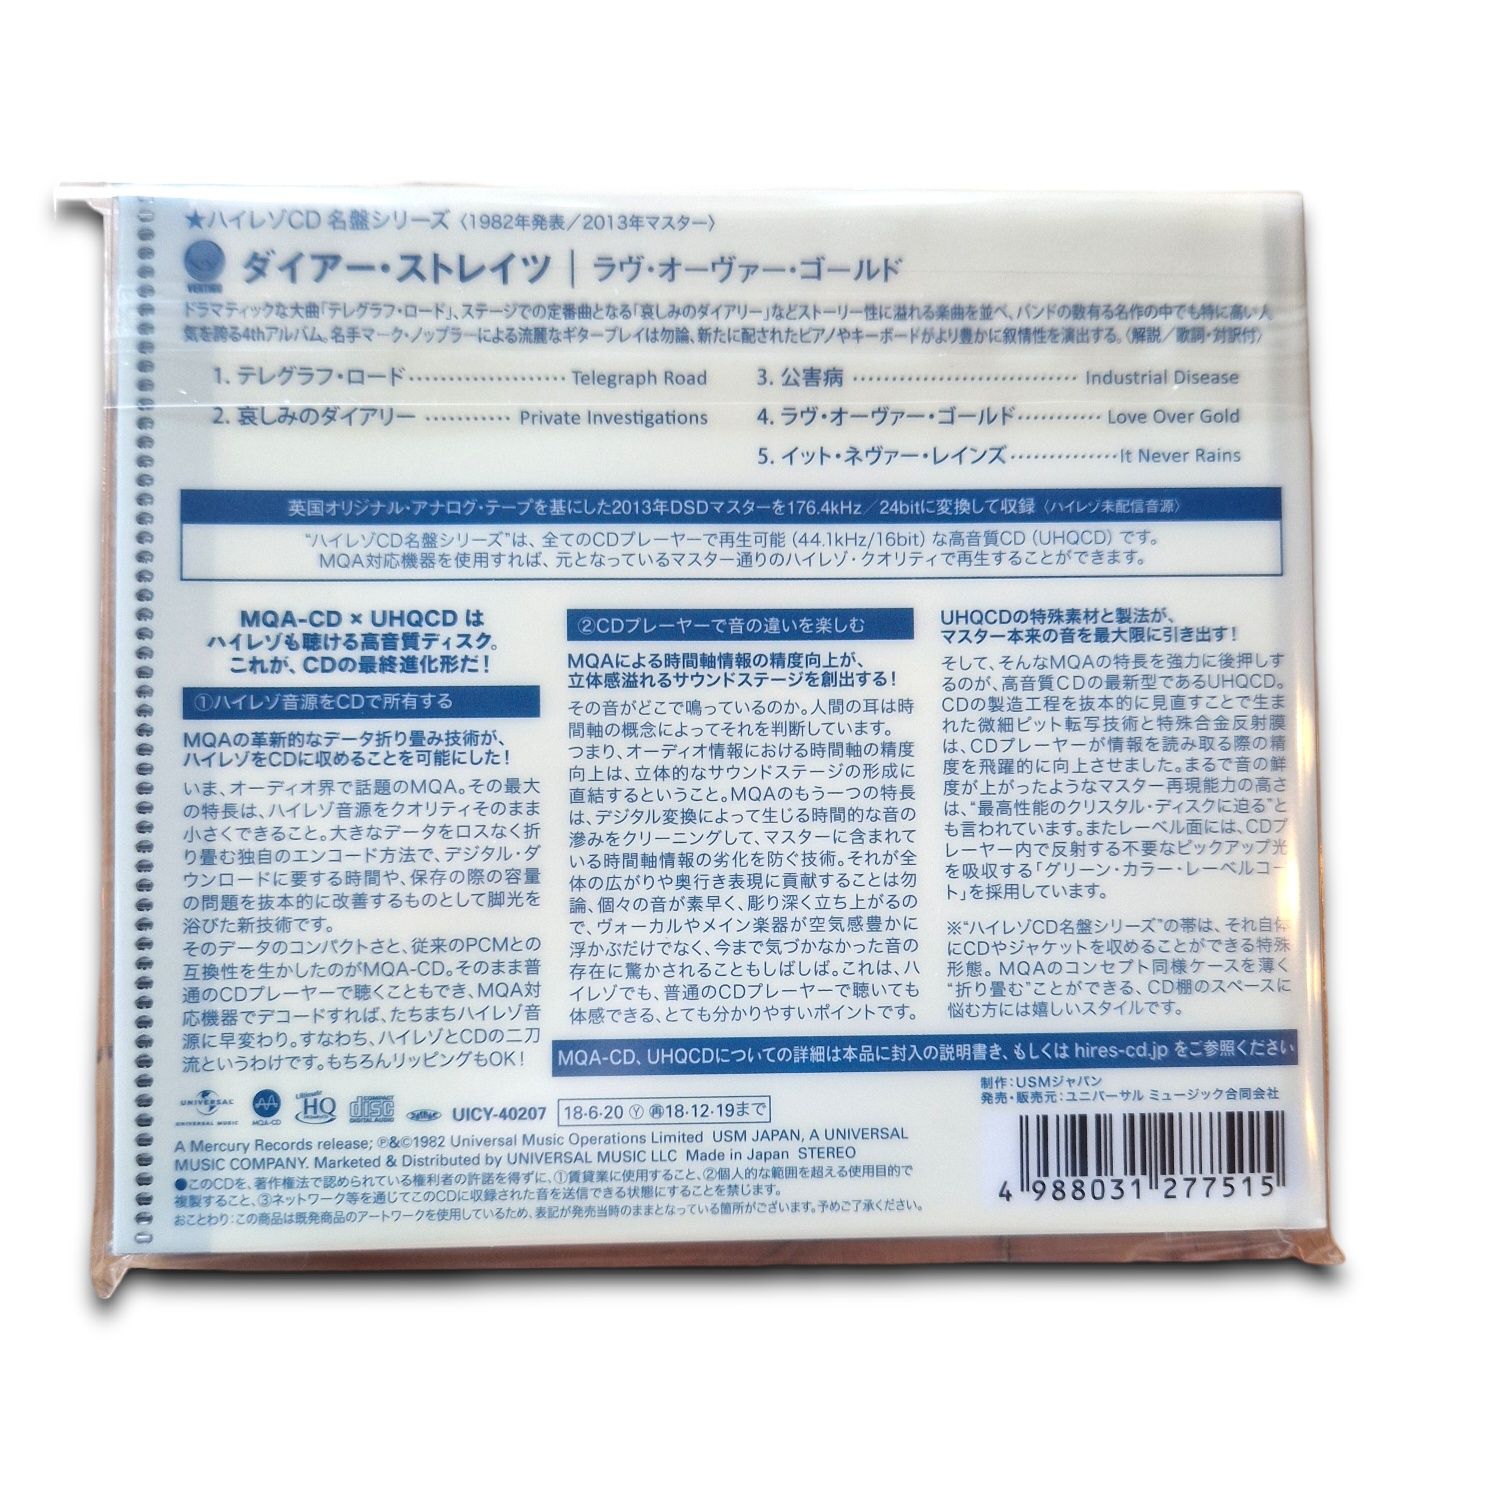 ★ハイレゾCD 名盤シリーズ〈1982年発表/2013年マスター〉
VERTIGO
ダイアー・ストレイツ | ラヴ・オーヴァー・ゴールド
ドラマティックな大曲「テレグラフ・ロード」、ステージでの定番曲となる「哀しみのダイアリー」などストーリー性に溢れる楽曲を並べ、バンドの数有る名作の中でも特に高い人
気を誇る4thアルバム。名手マーク・ノップラーによる流麗なギタープレイは勿論、新たに配されたピアノやキーボードがより豊かに叙情性を演出する。〈解説/歌詞・対訳付〉
1. テレグラフ・ロード………………… Telegraph Road
2. 哀しみのダイアリー ………… Private Investigations
3. 公害病 ………………………… Industrial Disease
4. ラヴ・オーヴァー・ゴールド………… Love Over Gold
5. イット・ネヴァー・レインズ……………It Never Rains
英国オリジナル・アナログ・テープを基にした2013年DSDマスターを176.4kHz/24bitに変換して収録〈ハイレゾ未配信音源〉
“ハイレゾCD名盤シリーズ”は、全てのCDプレーヤーで再生可能(44.1kHz/16bit)な高音質CD(UHQCD)です。
MQA対応機器を使用すれば、元となっているマスター通りのハイレゾ・クオリティで再生することができます。
MQA-CD × UHQCD は
ハイレゾも聴ける高音質ディスク。
これが、CDの最終進化形だ!
①ハイレゾ音源をCDで所有する
MQAの革新的なデータ折り畳み技術が、
ハイレゾをCDに収めることを可能にした!
いま、オーディオ界で話題のMQA。その最大
の特長は、ハイレゾ音源をクオリティそのまま
小さくできること。大きなデータをロスなく折
り畳む独自のエンコード方法で、デジタル・ダ
ウンロードに要する時間や、保存の際の容量
の問題を抜本的に改善するものとして脚光を
浴びた新技術です。
そのデータのコンパクトさと、従来のPCMとの
互換性を生かしたのがMQA-CD。そのまま普
通のCDプレーヤーで聴くこともでき、MQA対
応機器でデコードすれば、たちまちハイレゾ音
源に早変わり。すなわち、ハイレゾとCDの二刀
流というわけです。もちろんリッピングもOK!
②CDプレーヤーで音の違いを楽しむ
MQAによる時間軸情報の精度向上が、
立体感溢れるサウンドステージを創出する!
その音がどこで鳴っているのか。人間の耳は時
間軸の概念によってそれを判断しています。
つまり、オーディオ情報における時間軸の精度
向上は、立体的なサウンドステージの形成に
直結するということ。MQAのもう一つの特長
は、デジタル変換によって生じる時間的な音の
滲みをクリーニングして、マスターに含まれて
いる時間軸情報の劣化を防ぐ技術。それが全
体の広がりや奥行き表現に貢献することは勿
論、個々の音が素早く、彫り深く立ち上がるの
で、ヴォーカルやメイン楽器が空気感豊かに
浮かぶだけでなく、今まで気づかなかった音の
存在に驚かされることもしばしば。これは、ハ
イレゾでも、普通のCDプレーヤーで聴いても
体感できる、とても分かりやすいポイントです。
UHQCDの特殊素材と製法が、
マスター本来の音を最大限に引き出す!
そして、そんなMQAの特長を強力に後押しす
るのが、高音質CDの最新型であるUHQCD。
CDの製造工程を抜本的に見直すことで生ま
れた微細ピット転写技術と特殊合金反射膜
は、CDプレーヤーが情報を読み取る際の精
度を飛躍的に向上させました。まるで音の鮮
度が上がったようなマスター再現能力の高さ
は、“最高性能のクリスタル・ディスクに迫る”と
も言われています。またレーベル面には、CDプ
レーヤー内で反射する不要なピックアップ光
を吸収する「グリーン・カラー・レーベルコー
ト」を採用しています。
※“ハイレゾCD名盤シリーズ”の帯は、それ自体
にCDやジャケットを収めることができる特殊
形態。MQAのコンセプト同様ケースを薄く
“折り畳む”ことができる、CD棚のスペースに
悩む方には嬉しいスタイルです。
MQA-CD、UHQCDについての詳細は本品に封入の説明書き、もしくは hires-cd.jp をご参照ください
制作：USMジャパン
発売・販売元：ユニバーサル ミュージック合同会社
UNIVERSAL
UNIVERSAL MUSIC
MQA-CD
Ultimate HQ
COMPACT disc DIGITAL AUDIO
UICY-40207
18・6・20 Ⓨ ㊞18・12・19まで
A Mercury Records release; ℗&©1982 Universal Music Operations Limited USM JAPAN, A UNIVERSAL
MUSIC COMPANY. Marketed & Distributed by UNIVERSAL MUSIC LLC Made in Japan STEREO
●このCDを、著作権法で認められている権利者の許諾を得ずに、①賃貸業に使用すること、②個人的な範囲を超える使用目的で
複製すること、③ネットワーク等を通じてこのCDに収録された音を送信できる状態にすることを禁じます。
おことわり：この商品は既発商品のアートワークを使用しているため、表記が発売当時のままとなっている箇所がございます。予めご了承ください。
4 988031 277515